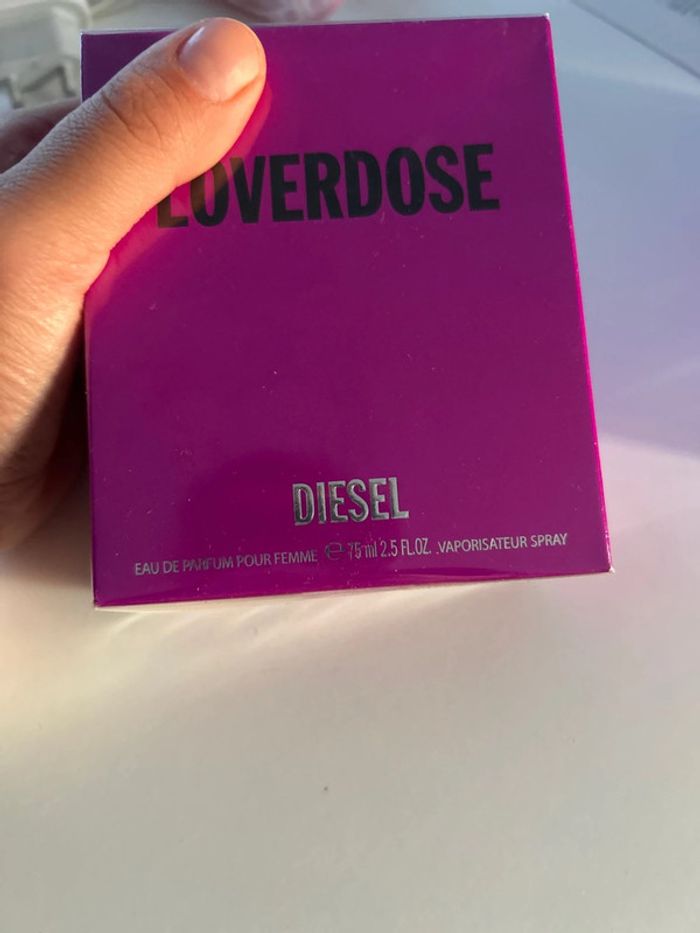 LOVERDOSE
DIESEL
EAU DE PARFUM POUR FEMME ℮ 75 ml 2.5 FL.OZ. .VAPORISATEUR SPRAY